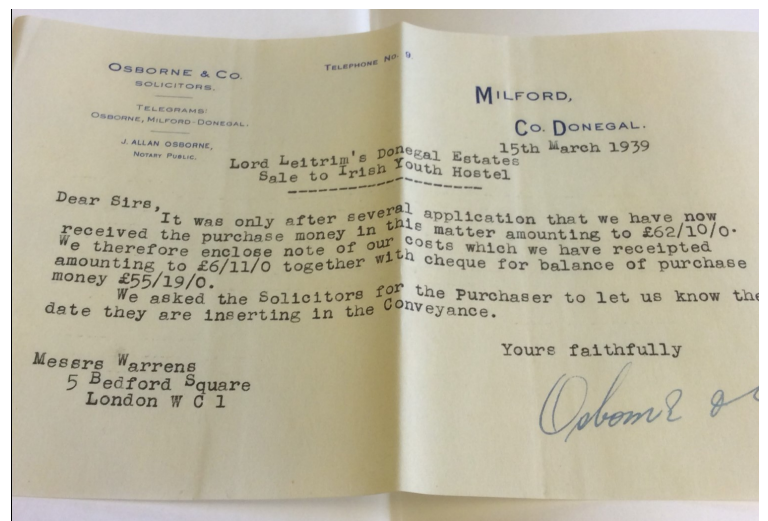 OSBORNE & CO.
SOLICITORS.
TELEGRAMS:
OSBORNE, MILFORD-DONEGAL.
J. ALLAN OSBORNE,
NOTARY PUBLIC.
TELEPHONE NO. 9.
MILFORD,
CO. DONEGAL.
15th March 1939
Lord Leitrim's Donegal Estates
Sale to Irish Youth Hostel
Dear Sirs,
It was only after several application that we have now
received the purchase money in this matter amounting to £62/10/0.
We therefore enclose note of our costs which we have receipted
amounting to £6/11/0 together with cheque for balance of purchase
money £55/19/0.
We asked the Solicitors for the Purchaser to let us know the
date they are inserting in the Conveyance.
Yours faithfully
Osborne
Messrs Warrens
5 Bedford Square
London W C 1